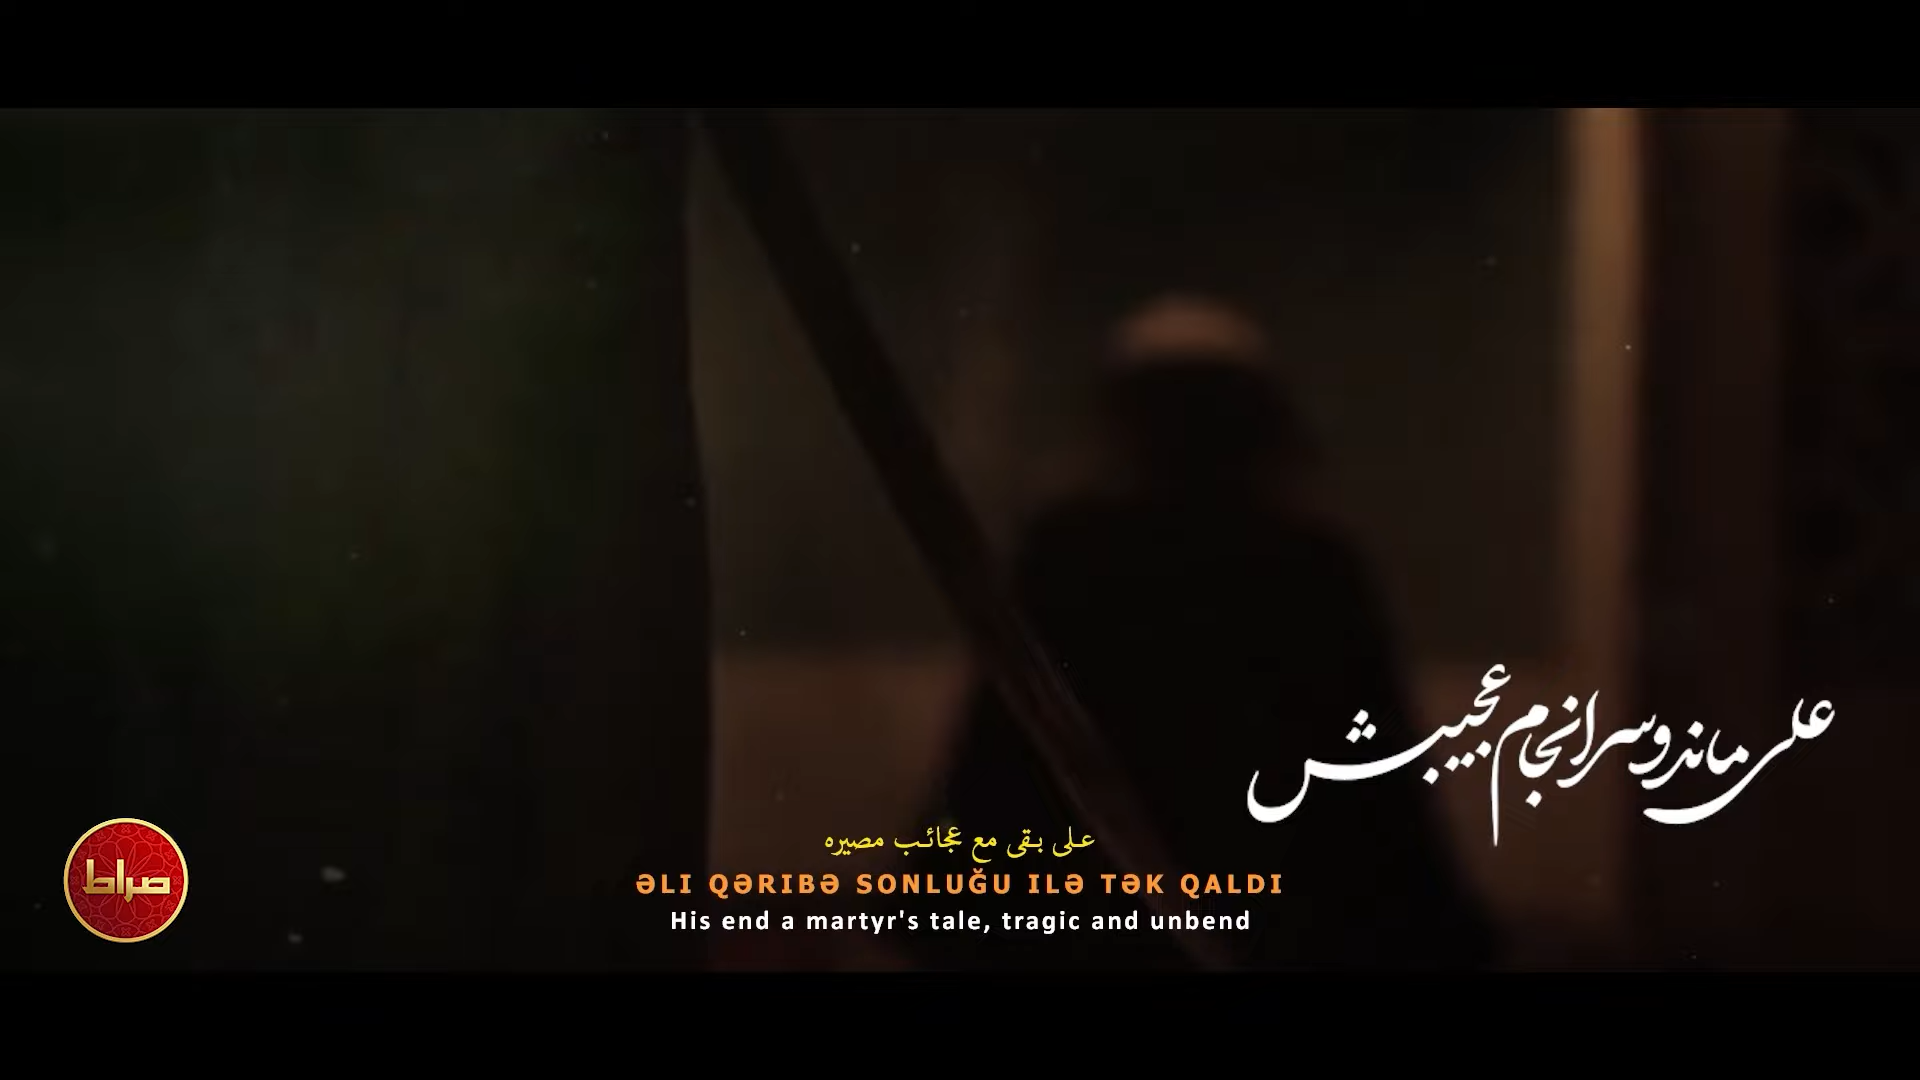 علی ماند و سرانجام عجیبش
علی بقی مع عجائب مصیره
ƏLI QƏRIBƏ SONLUĞU ILƏ TƏK QALDI
His end a martyr's tale, tragic and unbend
صراط